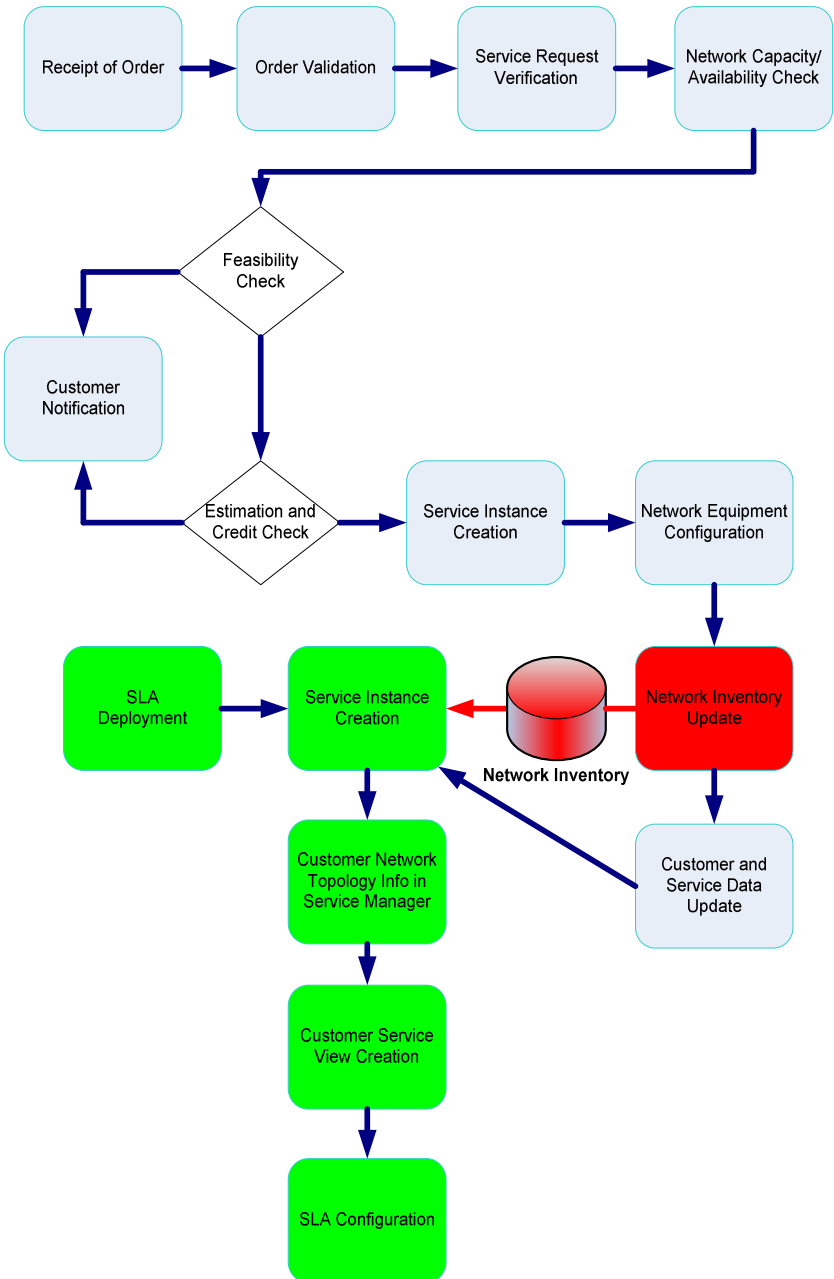 Receipt of Order
Order Validation
Service Request
Verification
Network Capacity/
Availability Check
Feasibility
Check
Customer
Notification
Estimation and
Credit Check
Service Instance
Creation
Network Equipment
Configuration
SLA
Deployment
Service Instance
Creation
Network Inventory
Network Inventory
Update
Customer Network
Topology Info in
Service Manager
Customer and
Service Data
Update
Customer Service
View Creation
SLA Configuration